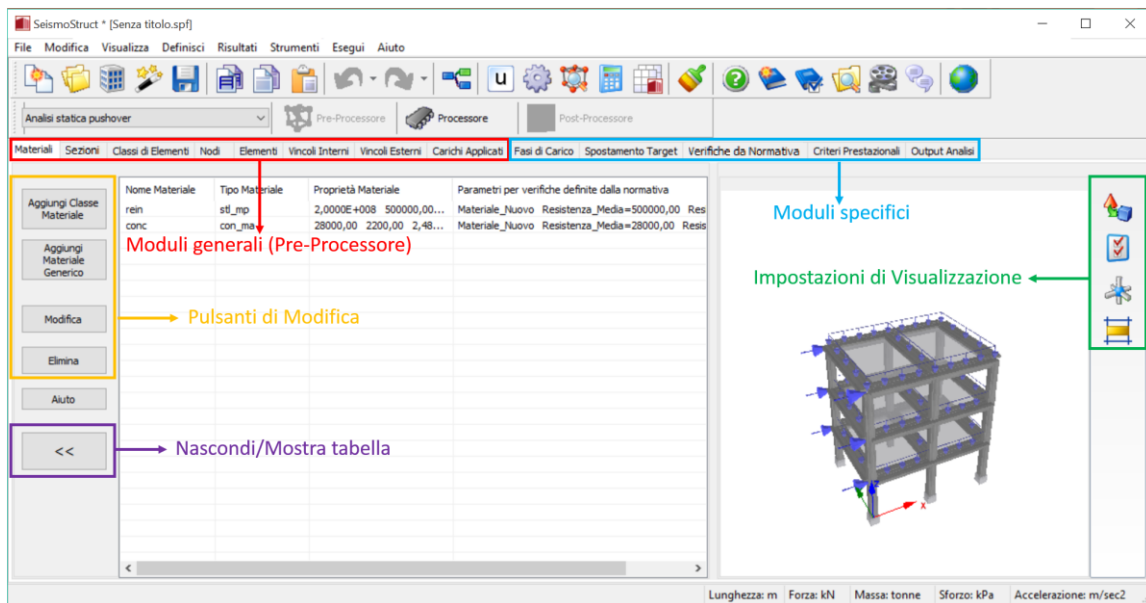 SeismoStruct * [Senza titolo.spf]
File Modifica Visualizza Definisci Risultati Strumenti Esegui Aiuto
u
Analisi statica pushover Pre-Processore Processore Post-Processore
Materiali Sezioni Classi di Elementi Nodi Elementi Vincoli Interni Vincoli Esterni Carichi Applicati Fasi di Carico Spostamento Target Verifiche da Normativa Criteri Prestazionali Output Analisi
Aggiungi Classe
Materiale
Aggiungi
Materiale
Generico
Modifica
Elimina
Aiuto
<<
Nome Materiale Tipo Materiale Proprietà Materiale Parametri per verifiche definite dalla normativa
rein stl_mp 2,0000E+008 500000,00... Materiale_Nuovo Resistenza_Media=500000,00 Res
conc con_ma 28000,00 2200,00 2,48... Materiale_Nuovo Resistenza_Media=28000,00 Resis
Moduli generali (Pre-Processore)
Moduli specifici
Impostazioni di Visualizzazione
Pulsanti di Modifica
Nascondi/Mostra tabella
Z
X
Lunghezza: m Forza: kN Massa: tonne Sforzo: kPa Accelerazione: m/sec2